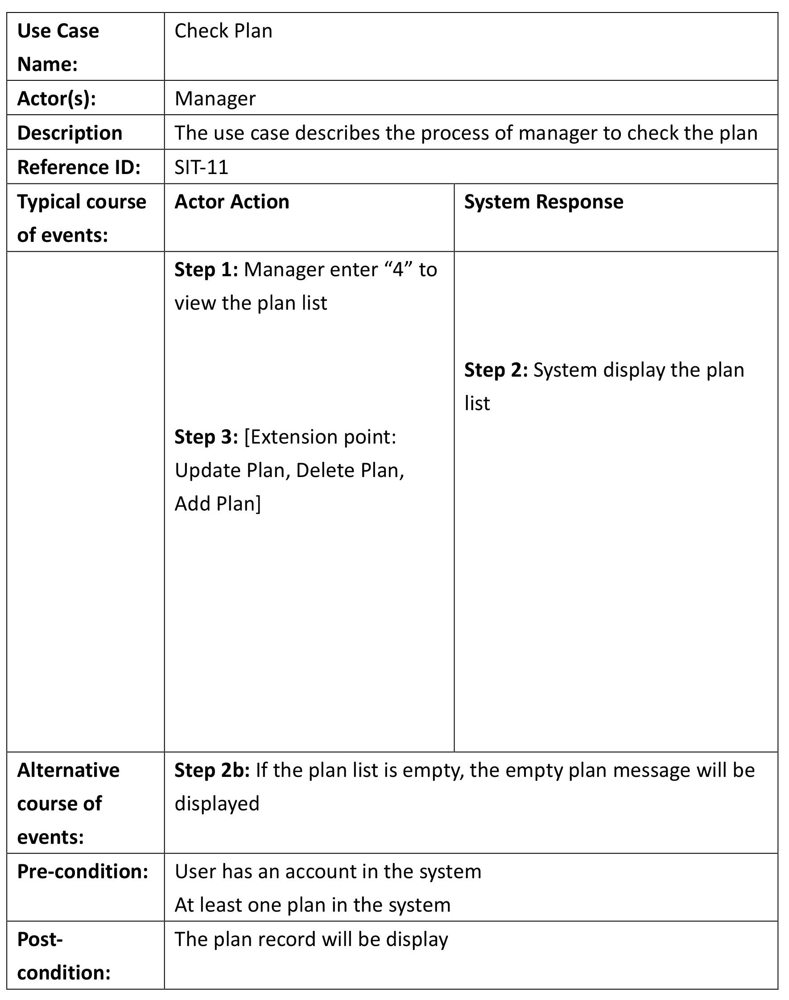 Use Case
Name:
Check Plan
Actor(s):
Manager
Description
The use case describes the process of manager to check the plan
Reference ID:
SIT-11
Typical course
of events:
Actor Action
System Response
Step 1: Manager enter “4” to
view the plan list
Step 2: System display the plan
list
Step 3: [Extension point:
Update Plan, Delete Plan,
Add Plan]
Alternative
course of
events:
Step 2b: If the plan list is empty, the empty plan message will be
displayed
Pre-condition:
User has an account in the system
At least one plan in the system
Post-
condition:
The plan record will be display